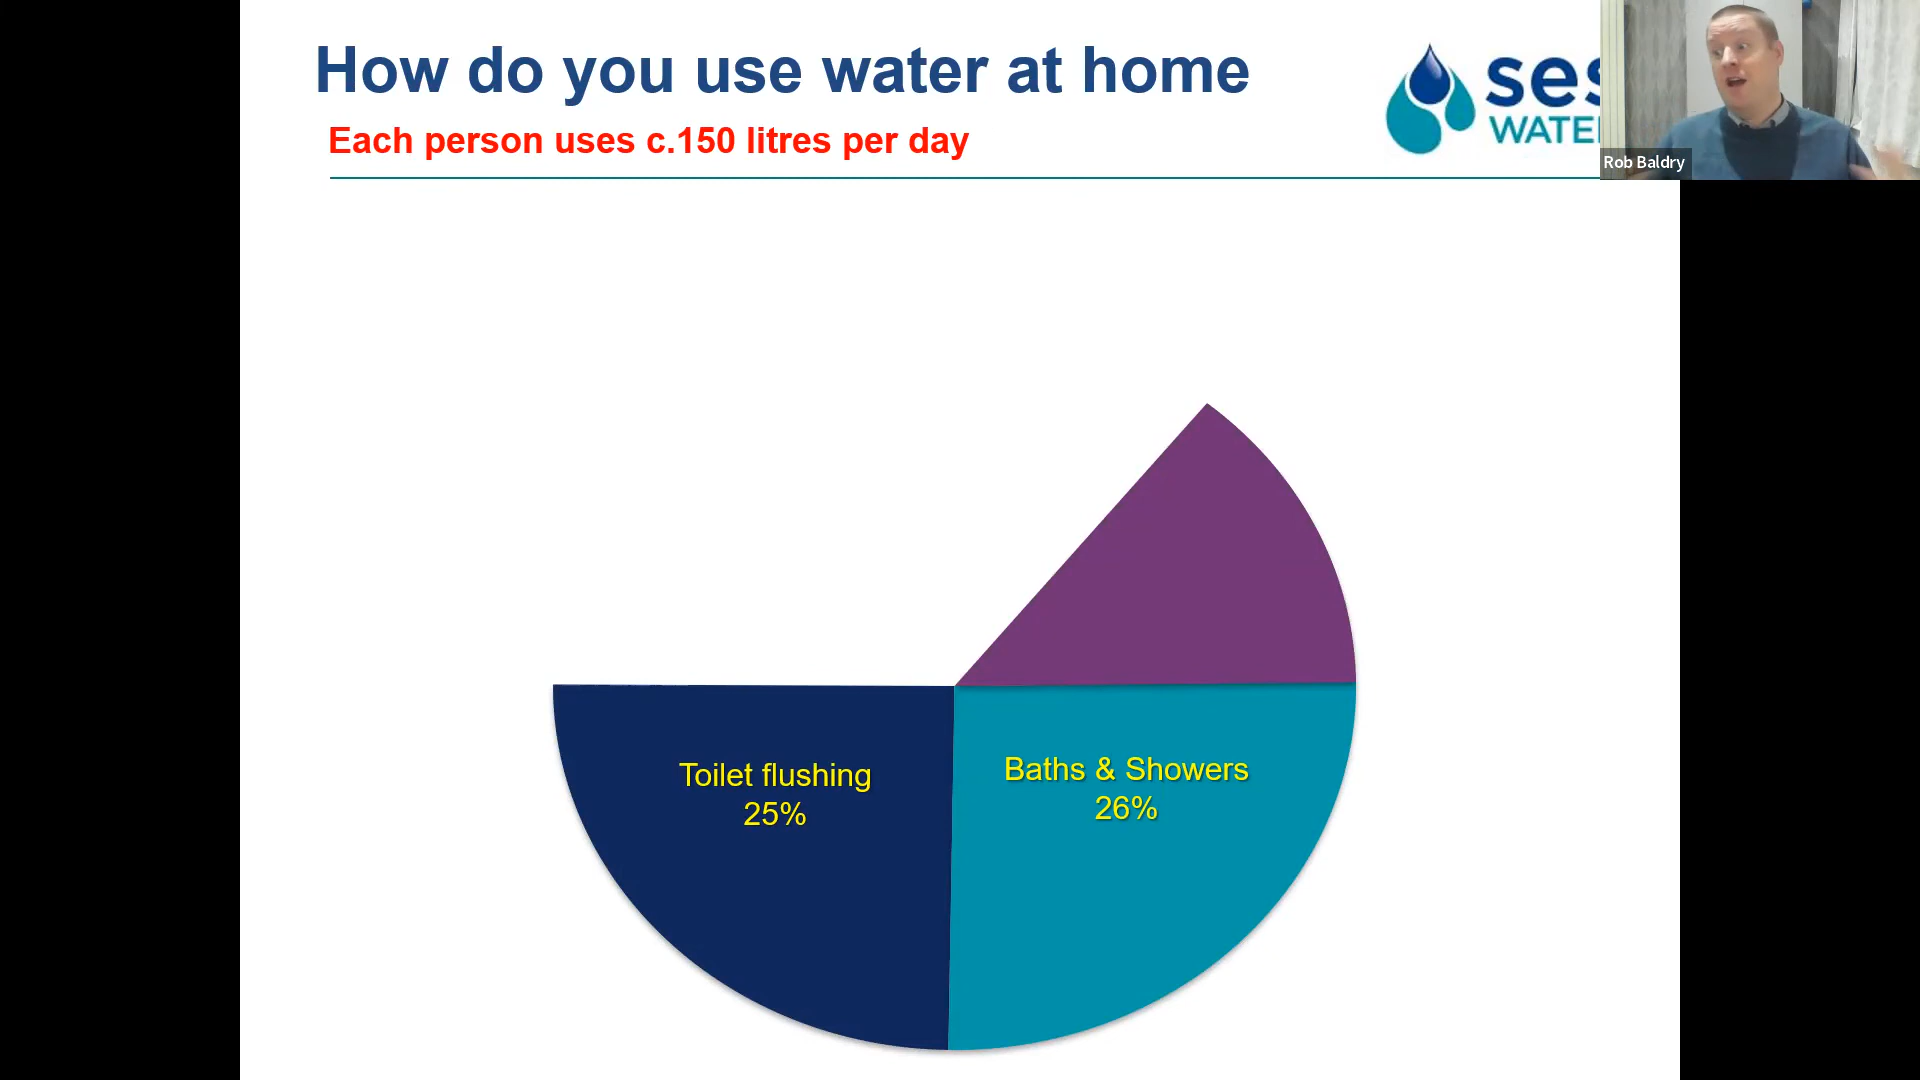 How do you use water at home
Each person uses c.150 litres per day
Rob Baldry
Toilet flushing
25%
Baths & Showers
26%